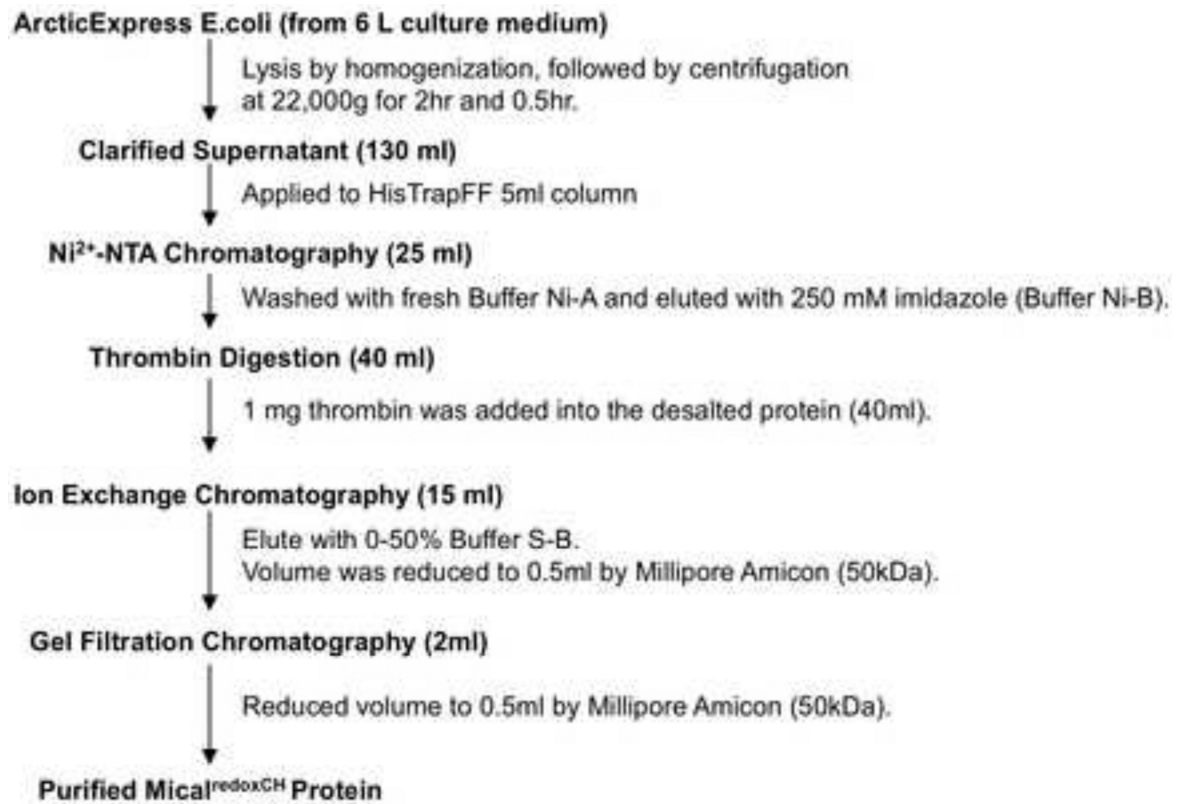 ArcticExpress E.coli (from 6 L culture medium)
Lysis by homogenization, followed by centrifugation
at 22,000g for 2hr and 0.5hr.
Clarified Supernatant (130 ml)
Applied to HisTrapFF 5ml column
Ni²⁺-NTA Chromatography (25 ml)
Washed with fresh Buffer Ni-A and eluted with 250 mM imidazole (Buffer Ni-B).
Thrombin Digestion (40 ml)
1 mg thrombin was added into the desalted protein (40ml).
Ion Exchange Chromatography (15 ml)
Elute with 0-50% Buffer S-B.
Volume was reduced to 0.5ml by Millipore Amicon (50kDa).
Gel Filtration Chromatography (2ml)
Reduced volume to 0.5ml by Millipore Amicon (50kDa).
Purified Mical^redoxCH Protein